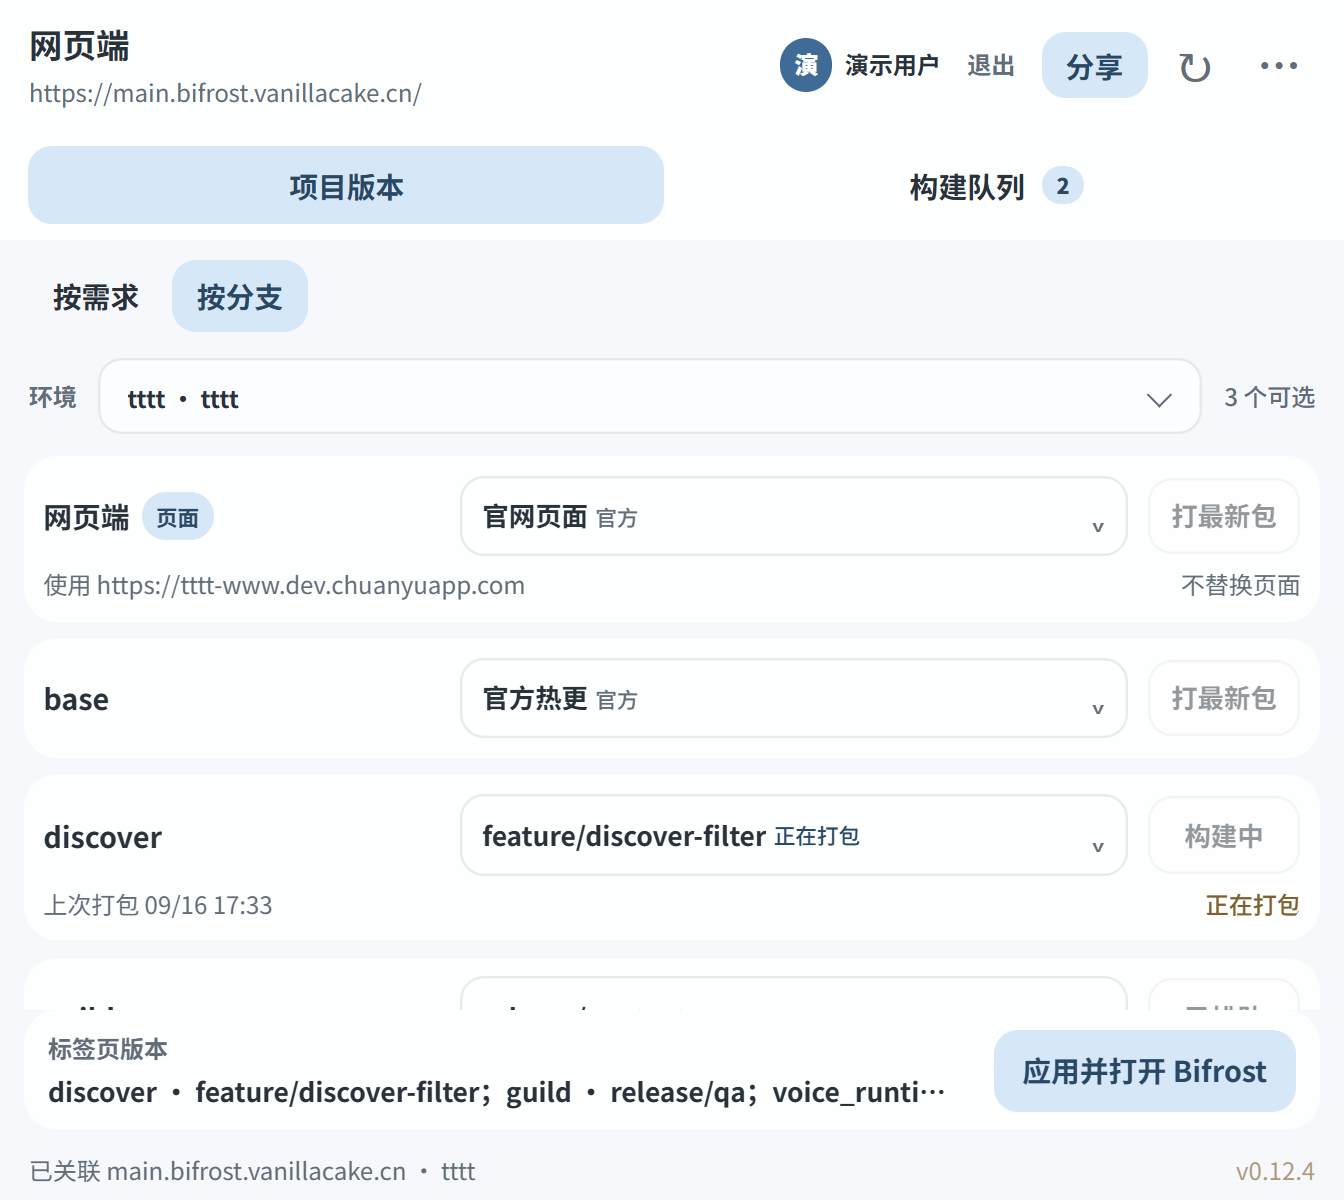 网页端
https://main.bifrost.vanillacake.cn/
演 演示用户 退出 分享 ↻ •••
项目版本 构建队列 2
按需求 按分支
环境 tttt · tttt 3 个可选
网页端 页面 官网页面 官方 v 打最新包
使用 https://tttt-www.dev.chuanyuapp.com 不替换页面
base 官方热更 官方 v 打最新包
discover feature/discover-filter 正在打包 v 构建中
上次打包 09/16 17:33 正在打包
标签页版本
discover · feature/discover-filter；guild · release/qa；voice_runti…
应用并打开 Bifrost
已关联 main.bifrost.vanillacake.cn · tttt v0.12.4